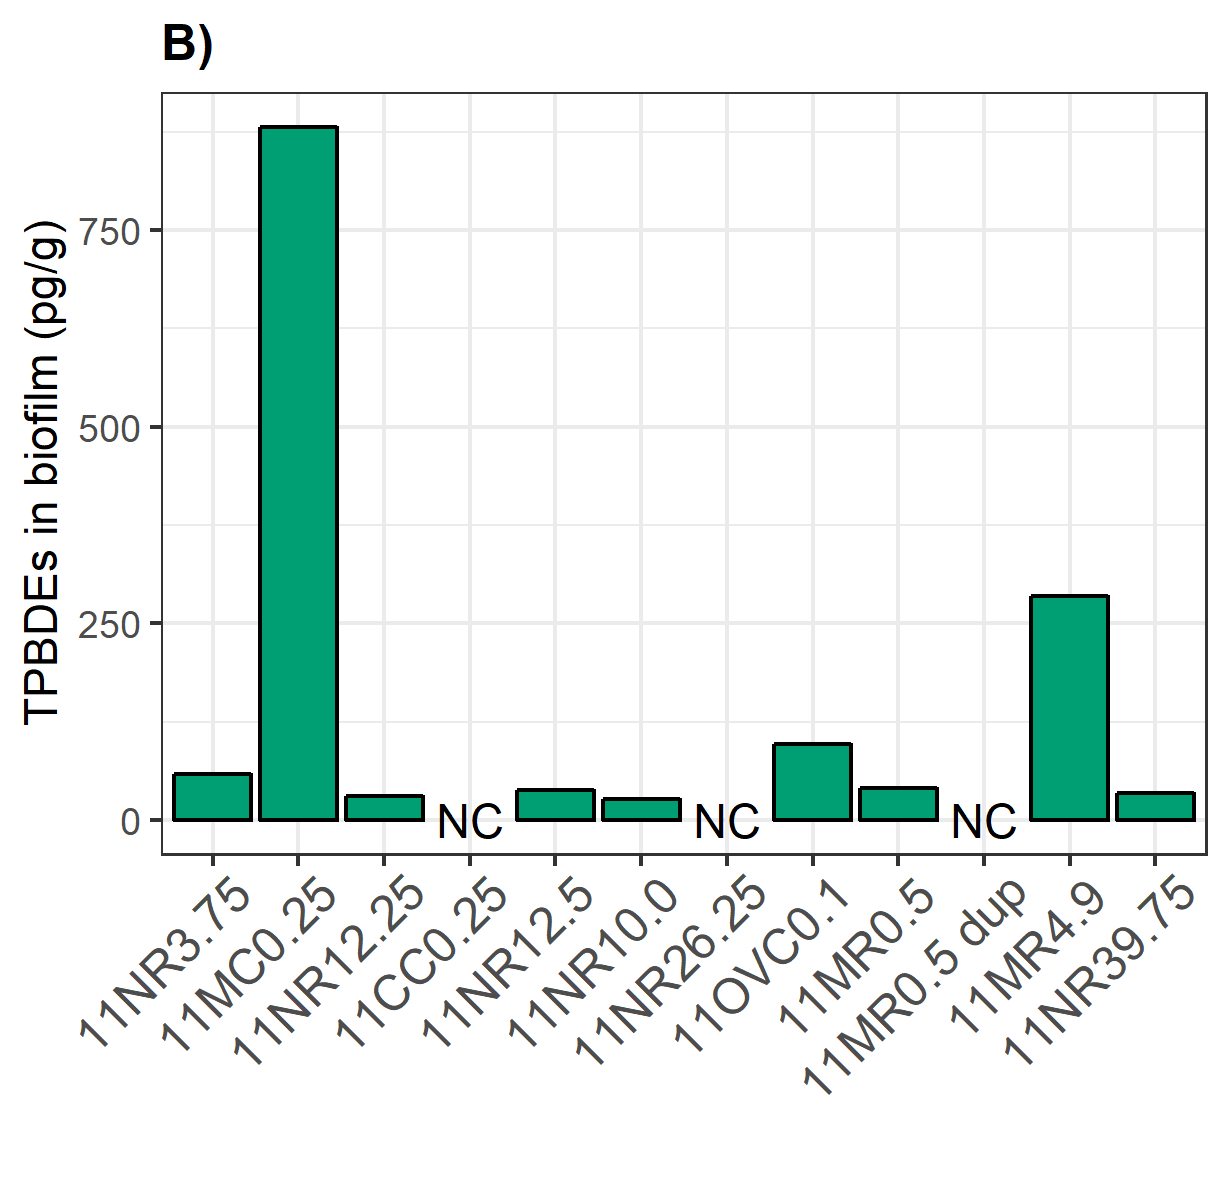 B)
TPBDEs in biofilm (pg/g)
750
500
250
0
NC
NC
NC
11NR3.75
11MC0.25
11NR12.25
11CC0.25
11NR12.5
11NR10.0
11NR26.25
11OVC0.1
11MR0.5
11MR0.5 dup
11MR4.9
11NR39.75